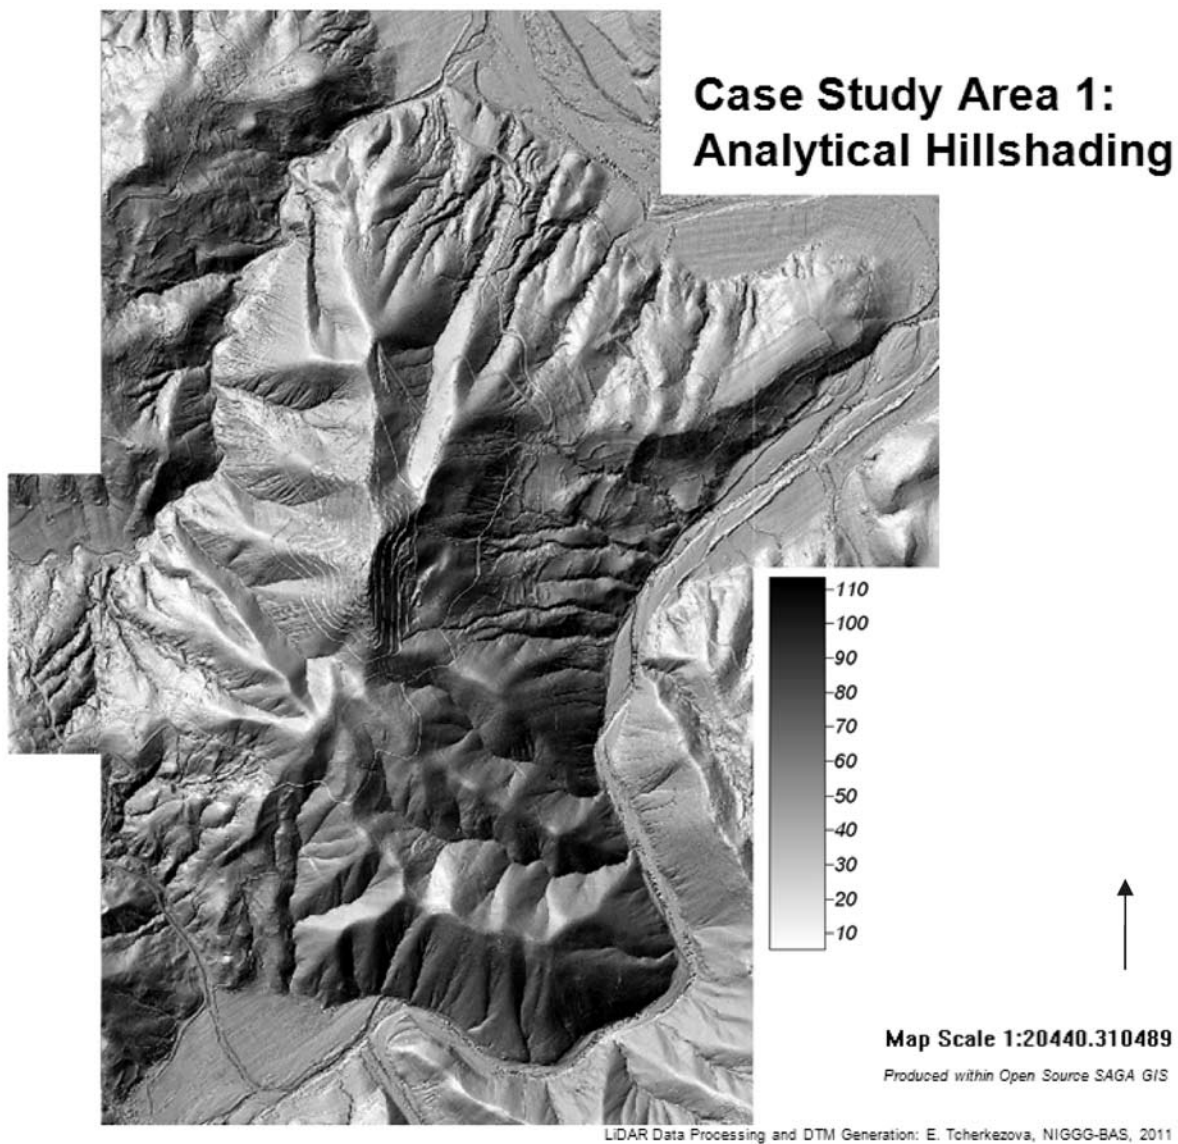 Case Study Area 1:
Analytical Hillshading
110
100
90
80
70
60
50
40
30
20
10
Map Scale 1:20440.310489
Produced within Open Source SAGA GIS
LiDAR Data Processing and DTM Generation: E. Tcherkezova, NIGGG-BAS, 2011